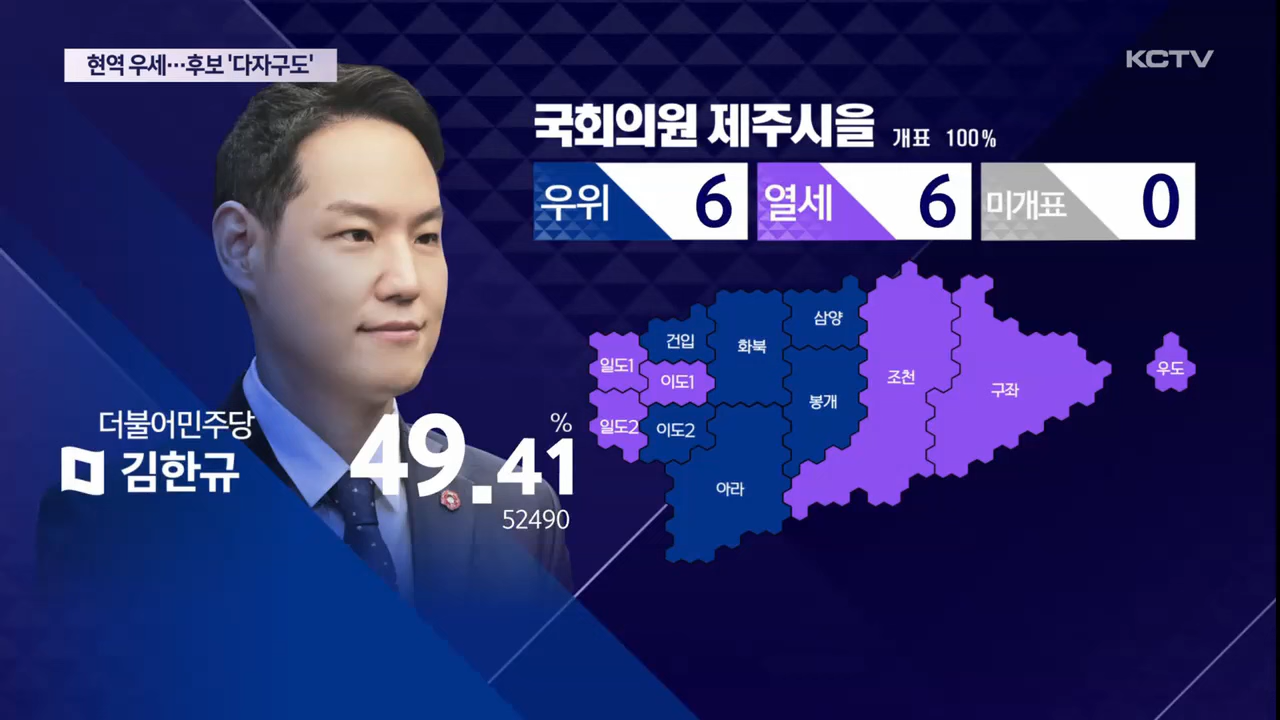 현역 우세…후보 '다자구도'
KCTV
국회의원 제주시을 개표 100%
우위 6 열세 6 미개표 0
더불어민주당
김한규
49.41%
52490
삼양
건입
화북
일도1
이도1
조천
구좌
우도
봉개
일도2
이도2
아라